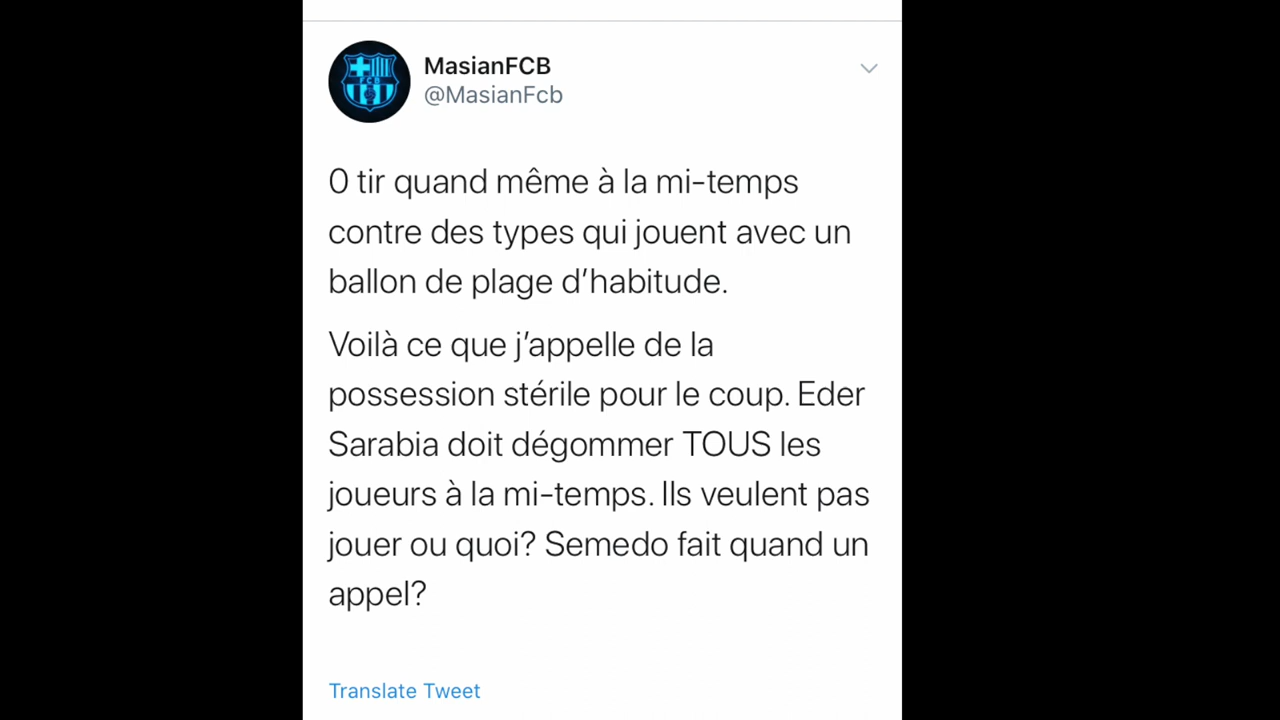 MasianFCB
@MasianFcb
FCB
0 tir quand même à la mi-temps
contre des types qui jouent avec un
ballon de plage d'habitude.
Voilà ce que j'appelle de la
possession stérile pour le coup. Eder
Sarabia doit dégommer TOUS les
joueurs à la mi-temps. Ils veulent pas
jouer ou quoi? Semedo fait quand un
appel?
Translate Tweet